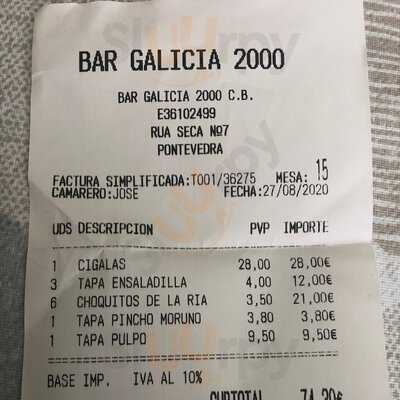 BAR GALICIA 2000
BAR GALICIA 2000 C.B.
E36102499
RUA SECA Nº7
PONTEVEDRA
FACTURA SIMPLIFICADA:T001/36275 MESA: 15
CAMARERO:JOSE FECHA:27/08/2020
UDS DESCRIPCION PVP IMPORTE
1 CIGALAS 28,00 28,00€
3 TAPA ENSALADILLA 4,00 12,00€
6 CHOQUITOS DE LA RIA 3,50 21,00€
1 TAPA PINCHO MORUNO 3,80 3,80€
1 TAPA PULPO 9,50 9,50€
BASE IMP. IVA AL 10%
SUBTOTAL 74,30€